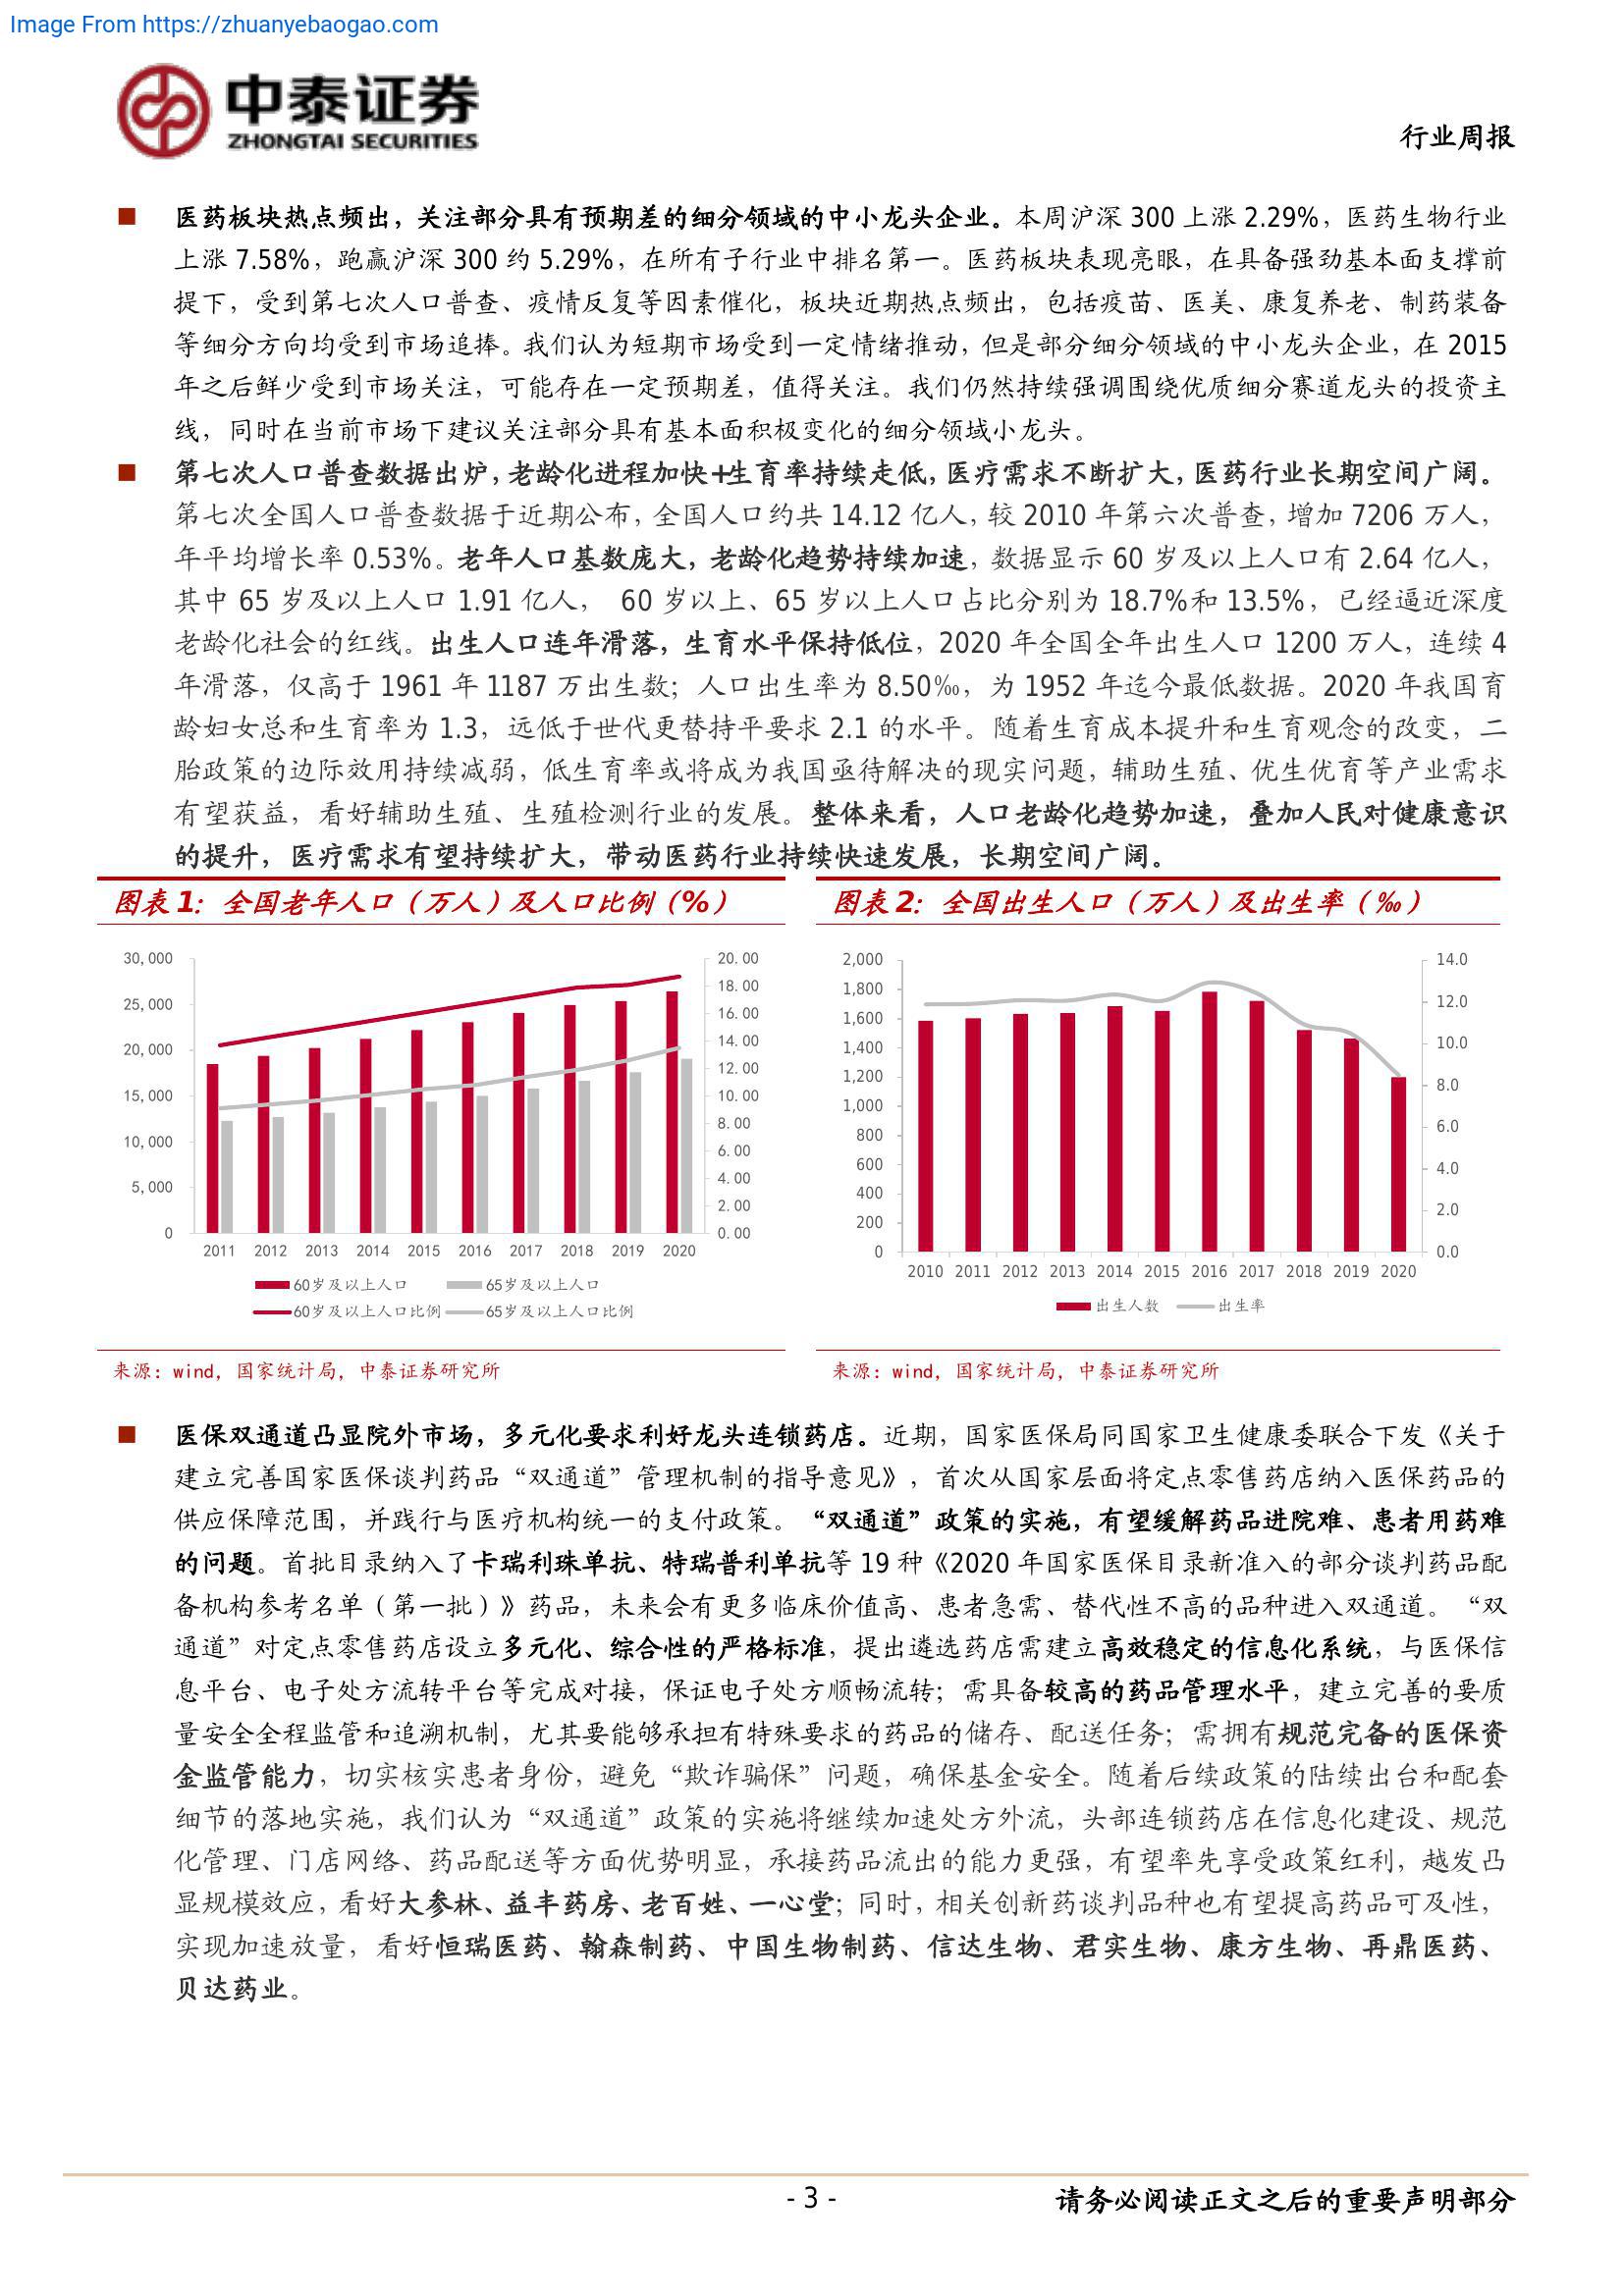 Image From https://zhuanyebaogao.com
中泰证券
ZHONGTAI SECURITIES
行业周报
■ 医药板块热点频出，关注部分具有预期差的细分领域的中小龙头企业。本周沪深 300 上涨 2.29%，医药生物行业
上涨 7.58%，跑赢沪深 300 约 5.29%，在所有子行业中排名第一。医药板块表现亮眼，在具备强劲基本面支撑前
提下，受到第七次人口普查、疫情反复等因素催化，板块近期热点频出，包括疫苗、医美、康复养老、制药装备
等细分方向均受到市场追捧。我们认为短期市场受到一定情绪推动，但是部分细分领域的中小龙头企业，在 2015
年之后鲜少受到市场关注，可能存在一定预期差，值得关注。我们仍然持续强调围绕优质细分赛道龙头的投资主
线，同时在当前市场下建议关注部分具有基本面积极变化的细分领域小龙头。
■ 第七次人口普查数据出炉，老龄化进程加快+生育率持续走低，医疗需求不断扩大，医药行业长期空间广阔。
第七次全国人口普查数据于近期公布，全国人口约共 14.12 亿人，较 2010 年第六次普查，增加 7206 万人，
年平均增长率 0.53%。老年人口基数庞大，老龄化趋势持续加速，数据显示 60 岁及以上人口有 2.64 亿人，
其中 65 岁及以上人口 1.91 亿人， 60 岁以上、65 岁以上人口占比分别为 18.7%和 13.5%，已经逼近深度
老龄化社会的红线。出生人口连年滑落，生育水平保持低位，2020 年全国全年出生人口 1200 万人，连续 4
年滑落，仅高于 1961 年 1187 万出生数；人口出生率为 8.50‰，为 1952 年迄今最低数据。2020 年我国育
龄妇女总和生育率为 1.3，远低于世代更替持平要求 2.1 的水平。随着生育成本提升和生育观念的改变，二
胎政策的边际效用持续减弱，低生育率或将成为我国亟待解决的现实问题，辅助生殖、优生优育等产业需求
有望获益，看好辅助生殖、生殖检测行业的发展。整体来看，人口老龄化趋势加速，叠加人民对健康意识
的提升，医疗需求有望持续扩大，带动医药行业持续快速发展，长期空间广阔。
图表 1：全国老年人口（万人）及人口比例（%）
30,000
25,000
20,000
15,000
10,000
5,000
0
20.00
18.00
16.00
14.00
12.00
10.00
8.00
6.00
4.00
2.00
0.00
2011 2012 2013 2014 2015 2016 2017 2018 2019 2020
60岁及以上人口 65岁及以上人口
60岁及以上人口比例 65岁及以上人口比例
来源：wind，国家统计局，中泰证券研究所
图表 2：全国出生人口（万人）及出生率（‰）
2,000
1,800
1,600
1,400
1,200
1,000
800
600
400
200
0
14.0
12.0
10.0
8.0
6.0
4.0
2.0
0.0
2010 2011 2012 2013 2014 2015 2016 2017 2018 2019 2020
出生人数 出生率
来源：wind，国家统计局，中泰证券研究所
■ 医保双通道凸显院外市场，多元化要求利好龙头连锁药店。近期，国家医保局同国家卫生健康委联合下发《关于
建立完善国家医保谈判药品“双通道”管理机制的指导意见》，首次从国家层面将定点零售药店纳入医保药品的
供应保障范围，并践行与医疗机构统一的支付政策。“双通道”政策的实施，有望缓解药品进院难、患者用药难
的问题。首批目录纳入了卡瑞利珠单抗、特瑞普利单抗等 19 种《2020 年国家医保目录新准入的部分谈判药品配
备机构参考名单（第一批）》药品，未来会有更多临床价值高、患者急需、替代性不高的品种进入双通道。“双
通道”对定点零售药店设立多元化、综合性的严格标准，提出遴选药店需建立高效稳定的信息化系统，与医保信
息平台、电子处方流转平台等完成对接，保证电子处方顺畅流转；需具备较高的药品管理水平，建立完善的要质
量安全全程监管和追溯机制，尤其要能够承担有特殊要求的药品的储存、配送任务；需拥有规范完备的医保资
金监管能力，切实核实患者身份，避免“欺诈骗保”问题，确保基金安全。随着后续政策的陆续出台和配套
细节的落地实施，我们认为“双通道”政策的实施将继续加速处方外流，头部连锁药店在信息化建设、规范
化管理、门店网络、药品配送等方面优势明显，承接药品流出的能力更强，有望率先享受政策红利，越发凸
显规模效应，看好大参林、益丰药房、老百姓、一心堂；同时，相关创新药谈判品种也有望提高药品可及性，
实现加速放量，看好恒瑞医药、翰森制药、中国生物制药、信达生物、君实生物、康方生物、再鼎医药、
贝达药业。
- 3 -
请务必阅读正文之后的重要声明部分